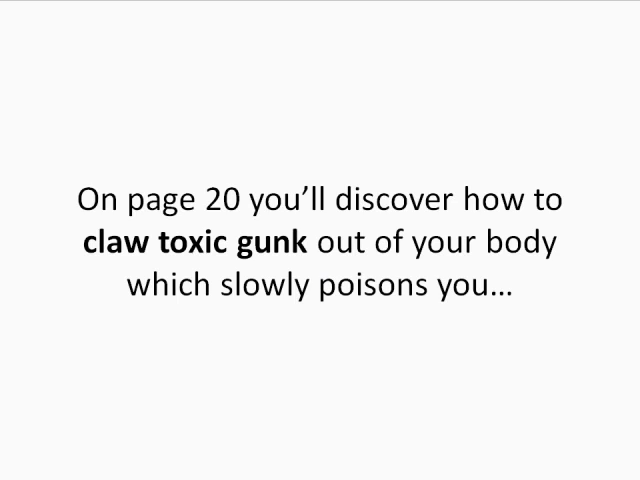 On page 20 you’ll discover how to
claw toxic gunk out of your body
which slowly poisons you…